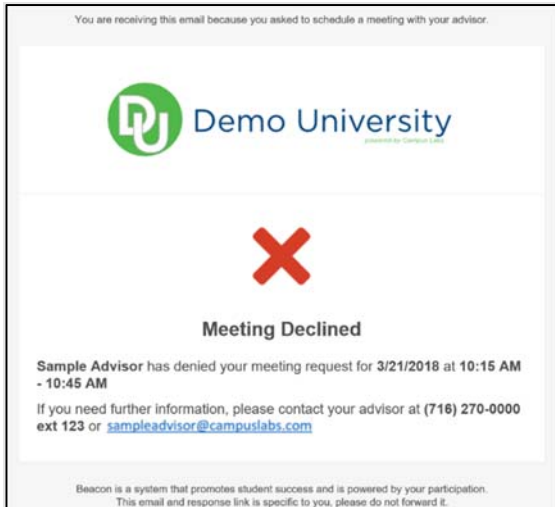 You are receiving this email because you asked to schedule a meeting with your advisor.
DU Demo University
powered by Campus Labs
Meeting Declined
Sample Advisor has denied your meeting request for 3/21/2018 at 10:15 AM
- 10:45 AM
If you need further information, please contact your advisor at (716) 270-0000
ext 123 or sampleadvisor@campuslabs.com
Beacon is a system that promotes student success and is powered by your participation.
This email and response link is specific to you, please do not forward it.